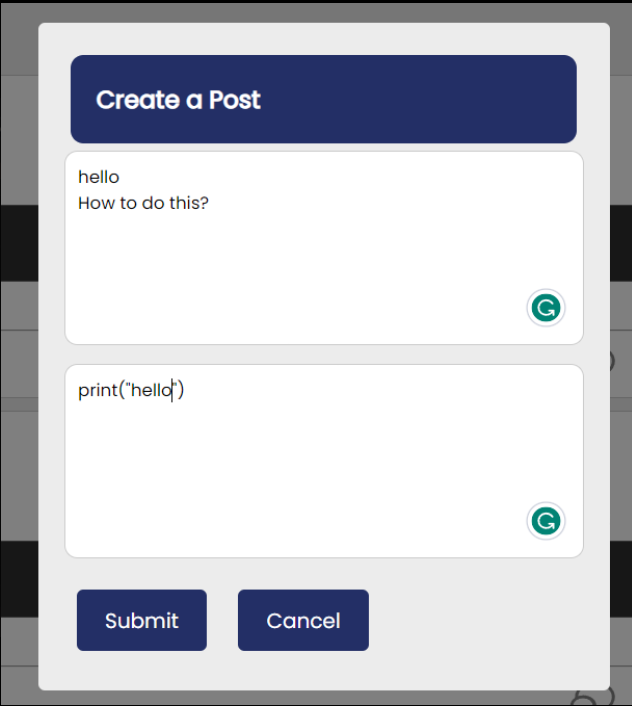 Create a Post
hello
How to do this?
print("hello")
Submit
Cancel